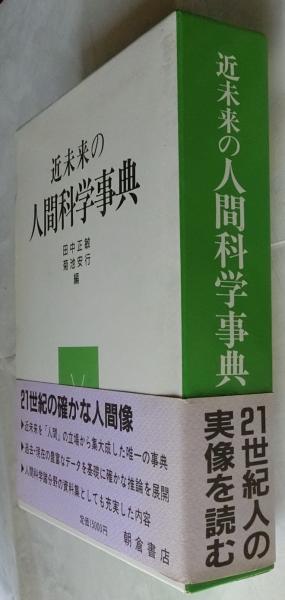 近未来の
人間科学事典
田中正敏
菊池安行
編
21世紀の確かな人間像
▶近未来を「人間」の立場から集大成した唯一の事典
▶過去・現在の豊富なデータを基礎に確かな推論を展開
▶人間科学諸分野の資料集としても充実した内容
定価15000円
朝倉書店
近未来の人間科学事典
21世紀人の
実像を読む